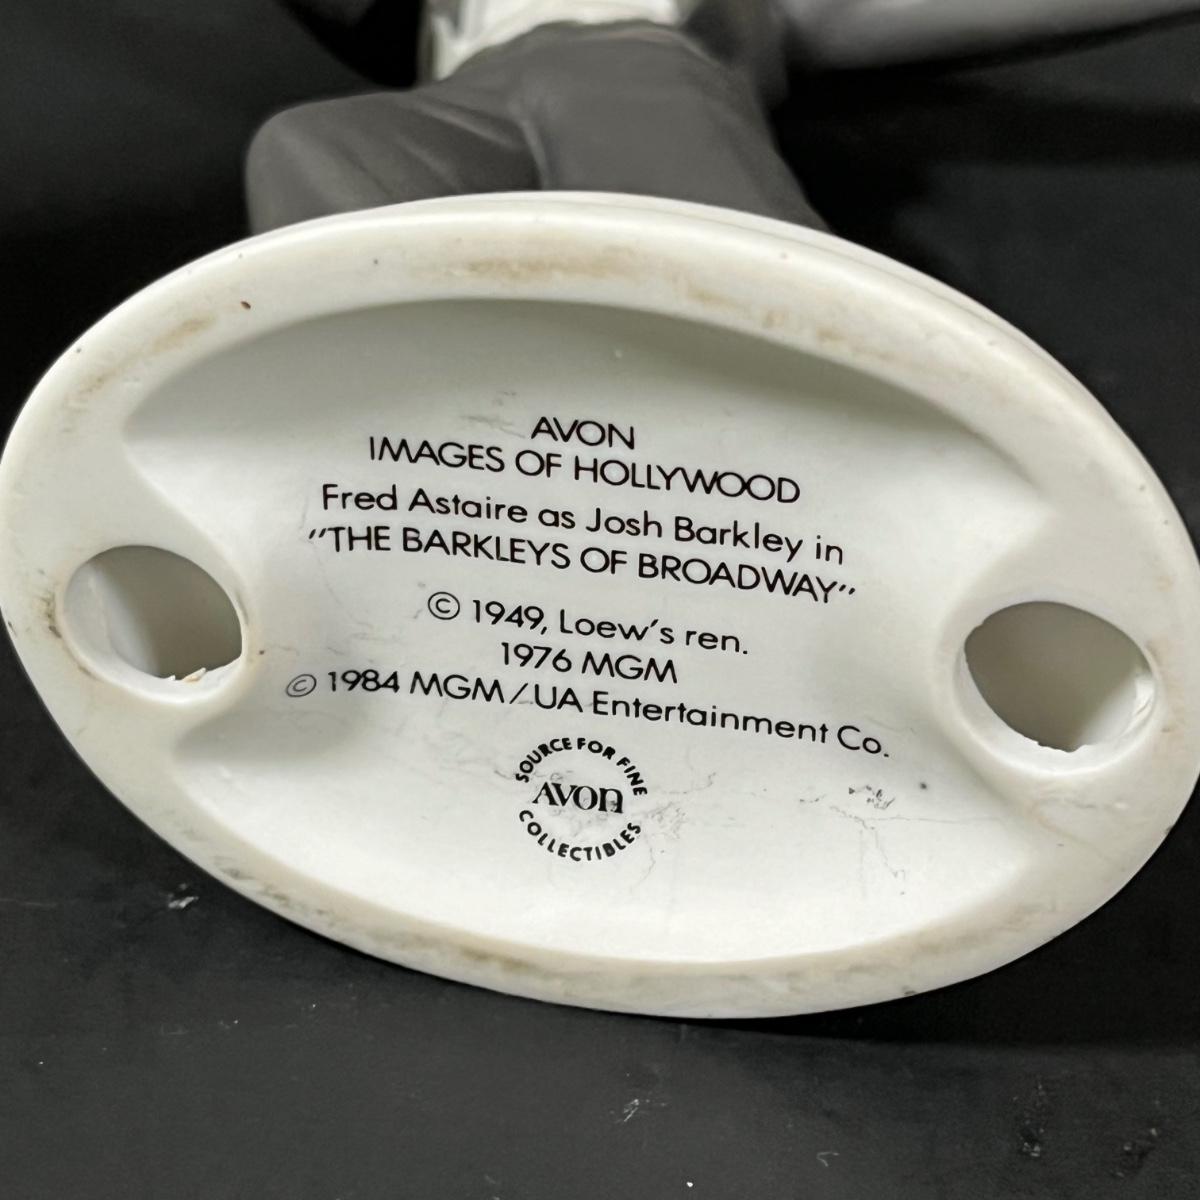 AVON
IMAGES OF HOLLYWOOD
Fred Astaire as Josh Barkley in
"THE BARKLEYS OF BROADWAY"
© 1949, Loew's ren.
1976 MGM
© 1984 MGM/UA Entertainment Co.
SOURCE FOR FINE
AVON
COLLECTIBLES